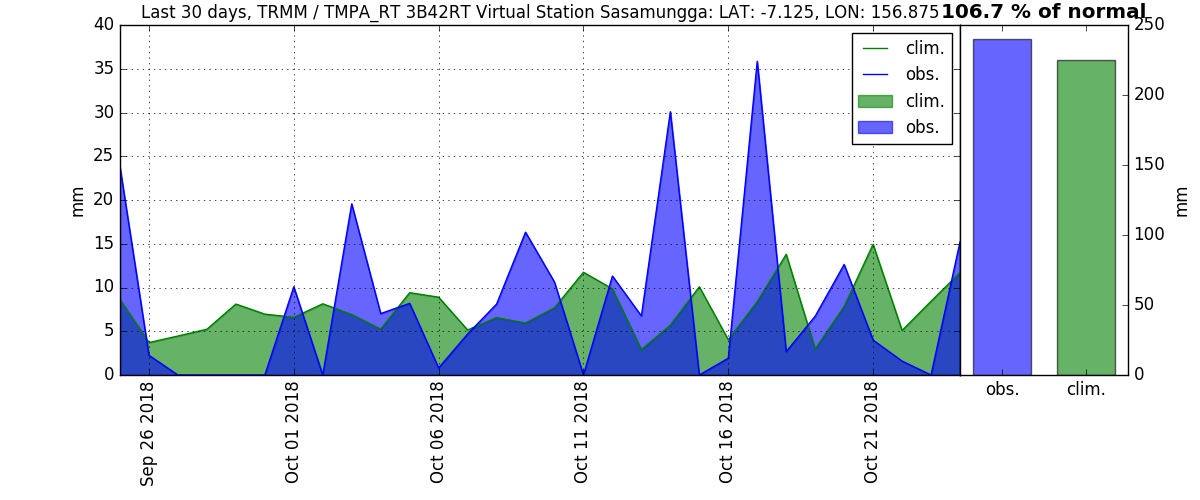 Last 30 days, TRMM / TMPA_RT 3B42RT Virtual Station Sasamungga: LAT: -7.125, LON: 156.875
106.7 % of normal
40
35
30
25
20
15
10
5
0
mm
clim.
obs.
clim.
obs.
Sep 26 2018
Oct 01 2018
Oct 06 2018
Oct 11 2018
Oct 16 2018
Oct 21 2018
250
200
150
100
50
0
mm
obs.
clim.